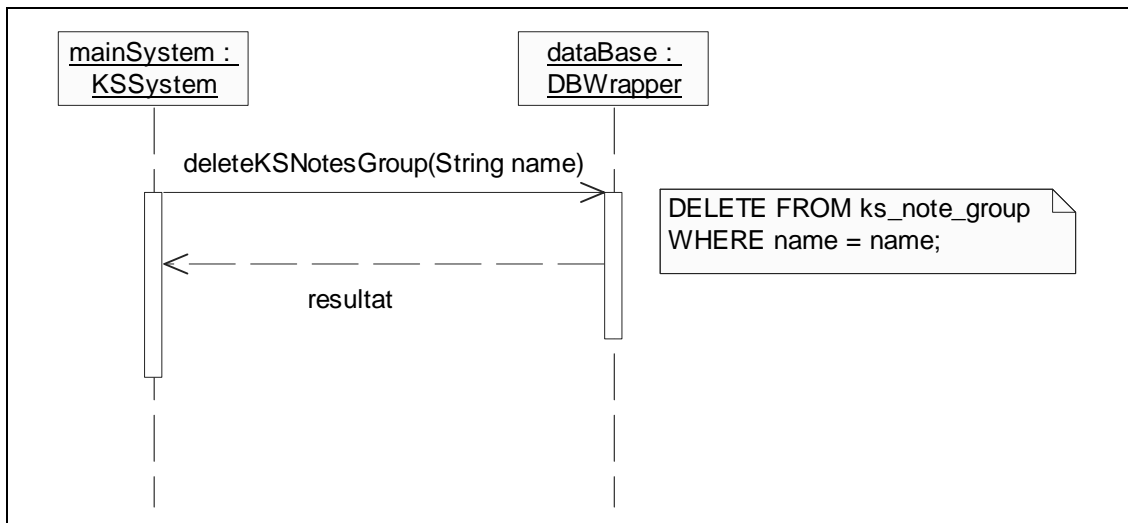 mainSystem :
KSSystem
dataBase :
DBWrapper
deleteKSNotesGroup(String name)
DELETE FROM ks_note_group
WHERE name = name;
resultat